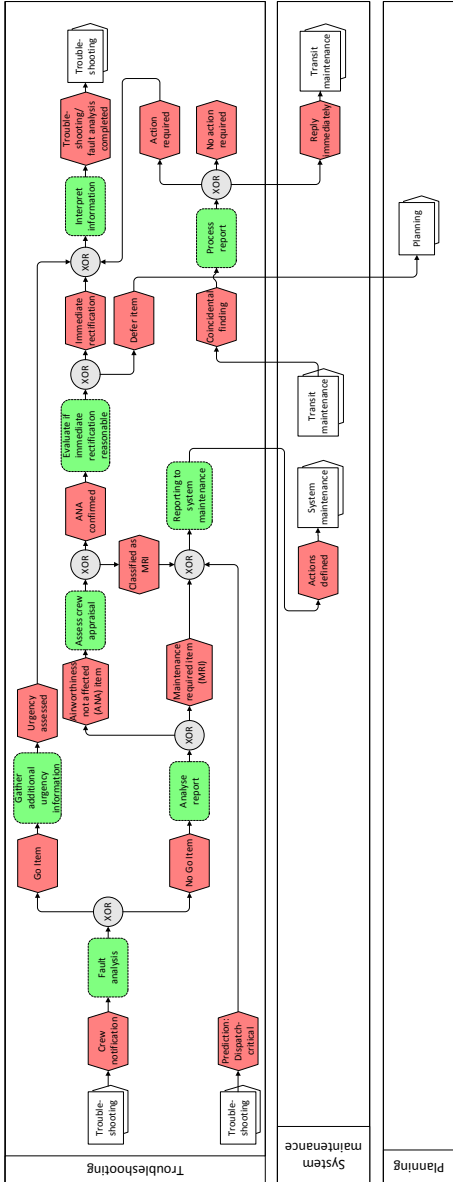 Troubleshooting
System
maintenance
Planning
Trouble-
shooting
Crew
notification
Fault
analysis
XOR
Go Item
Gather
additional
urgency
information
Urgency
assessed
No Go Item
Analyse
report
XOR
Airworthiness
not affected
(ANA) item
Assess crew
appraisal
XOR
ANA
confirmed
Evaluate if
immediate
rectification
reasonable
XOR
Immediate
rectification
XOR
Interpret
information
Trouble-
shooting/
fault analysis
completed
Trouble-
shooting
Maintenance
required item
(MRI)
Classified as
MRI
XOR
Reporting to
system
maintenance
Defer item
Coincidental
finding
Process
report
XOR
Action
required
No action
required
Trouble-
shooting
Prediction:
Dispatch-
critical
Actions
defined
System
maintenance
Transit
maintenance
Reply
immediately
Transit
maintenance
Planning